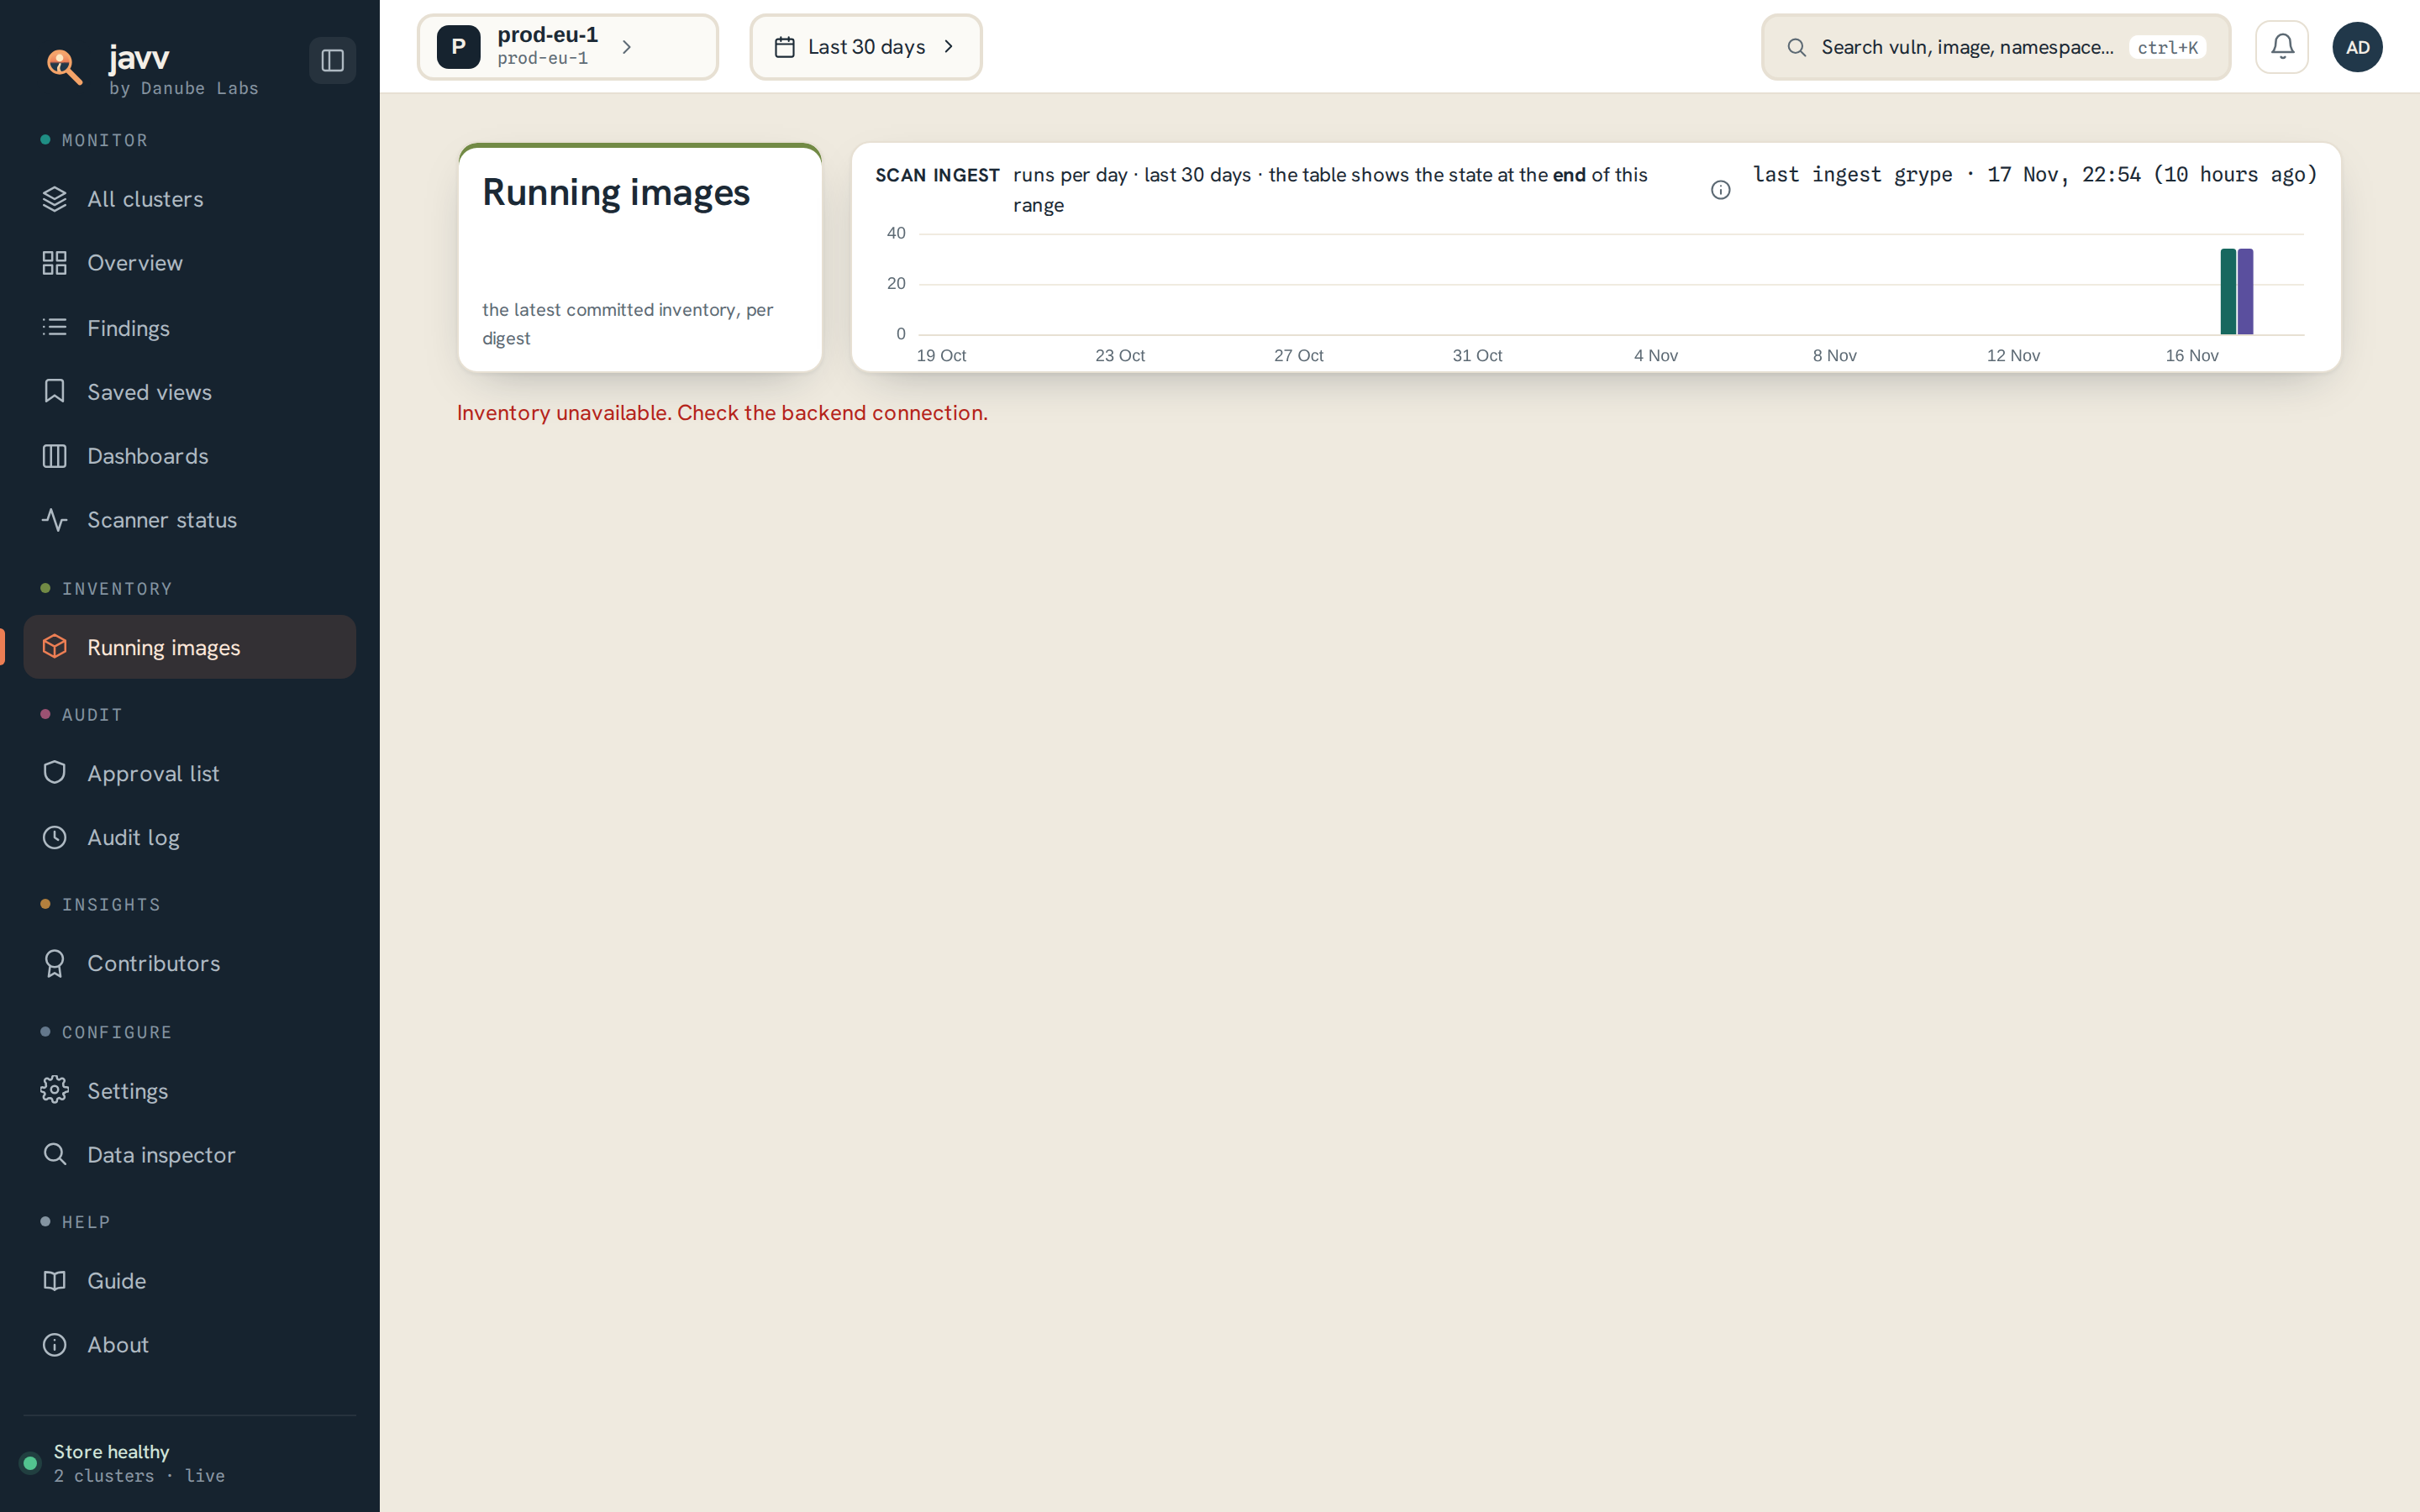 javv
by Danube Labs
MONITOR
All clusters
Overview
Findings
Saved views
Dashboards
Scanner status
INVENTORY
Running images
AUDIT
Approval list
Audit log
INSIGHTS
Contributors
CONFIGURE
Settings
Data inspector
HELP
Guide
About
Store healthy
2 clusters · live
P
prod-eu-1
prod-eu-1
Last 30 days
Search vuln, image, namespace...
ctrl+K
AD
Running images
the latest committed inventory, per
digest
SCAN INGEST runs per day · last 30 days · the table shows the state at the end of this
range
last ingest grype · 17 Nov, 22:54 (10 hours ago)
40
20
0
19 Oct 23 Oct 27 Oct 31 Oct 4 Nov 8 Nov 12 Nov 16 Nov
Inventory unavailable. Check the backend connection.